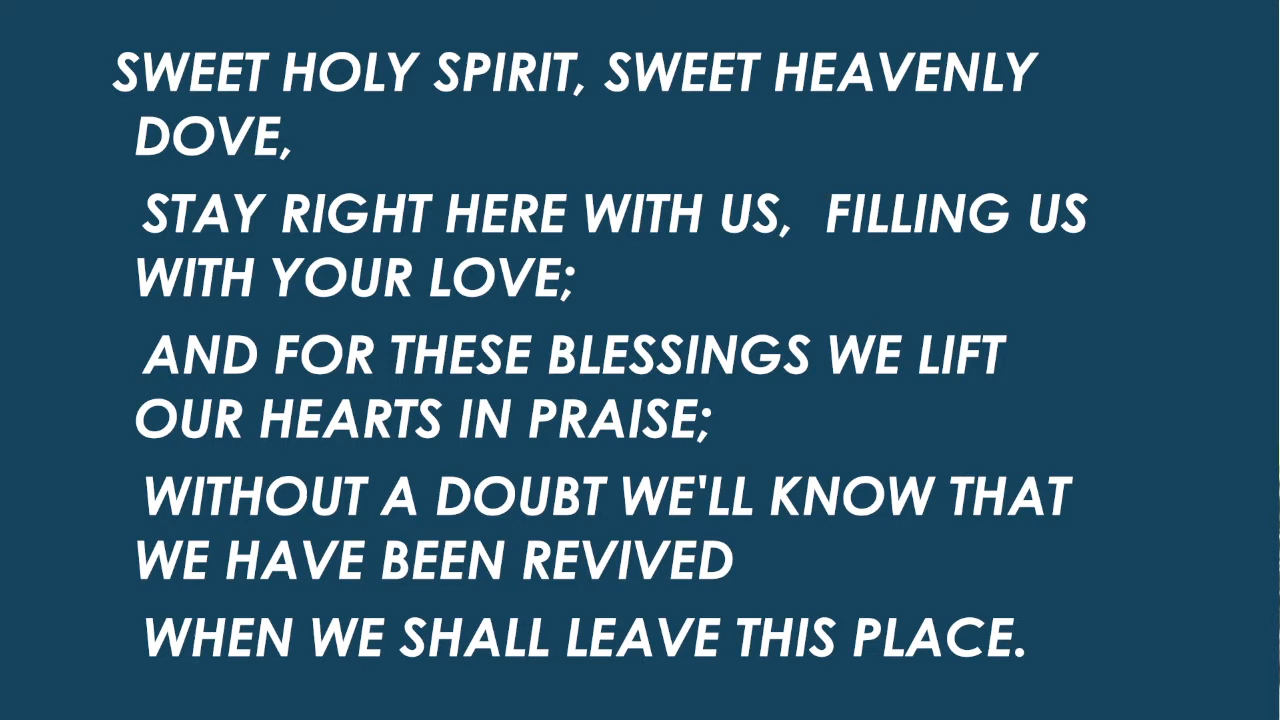 SWEET HOLY SPIRIT, SWEET HEAVENLY
DOVE,
STAY RIGHT HERE WITH US,  FILLING US
WITH YOUR LOVE;
AND FOR THESE BLESSINGS WE LIFT
OUR HEARTS IN PRAISE;
WITHOUT A DOUBT WE'LL KNOW THAT
WE HAVE BEEN REVIVED
WHEN WE SHALL LEAVE THIS PLACE.